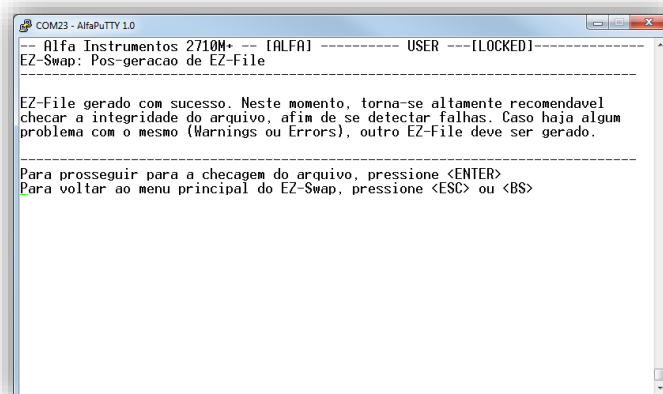 COM23 - AlfaPuTTY 1.0
-- Alfa Instrumentos 2710M+ -- [ALFA] ---------- USER ---[LOCKED]--------------
EZ-Swap: Pos-geracao de EZ-File
--------------------------------------------------------------------------------
EZ-File gerado com sucesso. Neste momento, torna-se altamente recomendavel
checar a integridade do arquivo, afim de se detectar falhas. Caso haja algum
problema com o mesmo (Warnings ou Errors), outro EZ-File deve ser gerado.
--------------------------------------------------------------------------------
Para prosseguir para a checagem do arquivo, pressione <ENTER>
Para voltar ao menu principal do EZ-Swap, pressione <ESC> ou <BS>